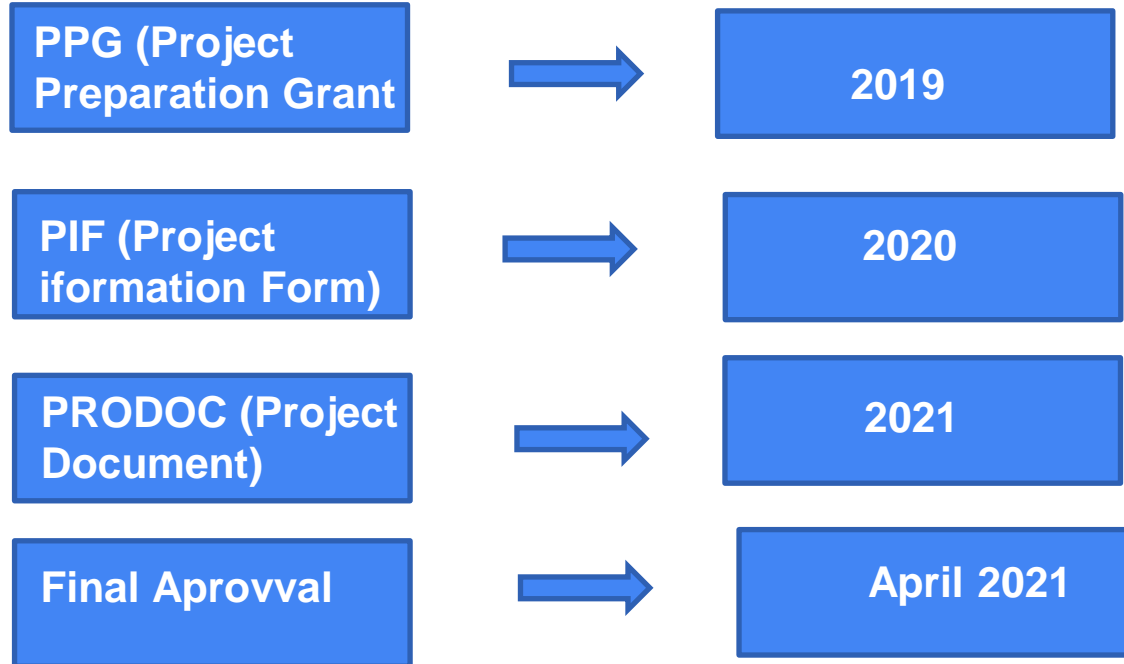 PPG (Project
Preparation Grant
2019
PIF (Project
iformation Form)
2020
PRODOC (Project
Document)
2021
Final Aprovval
April 2021